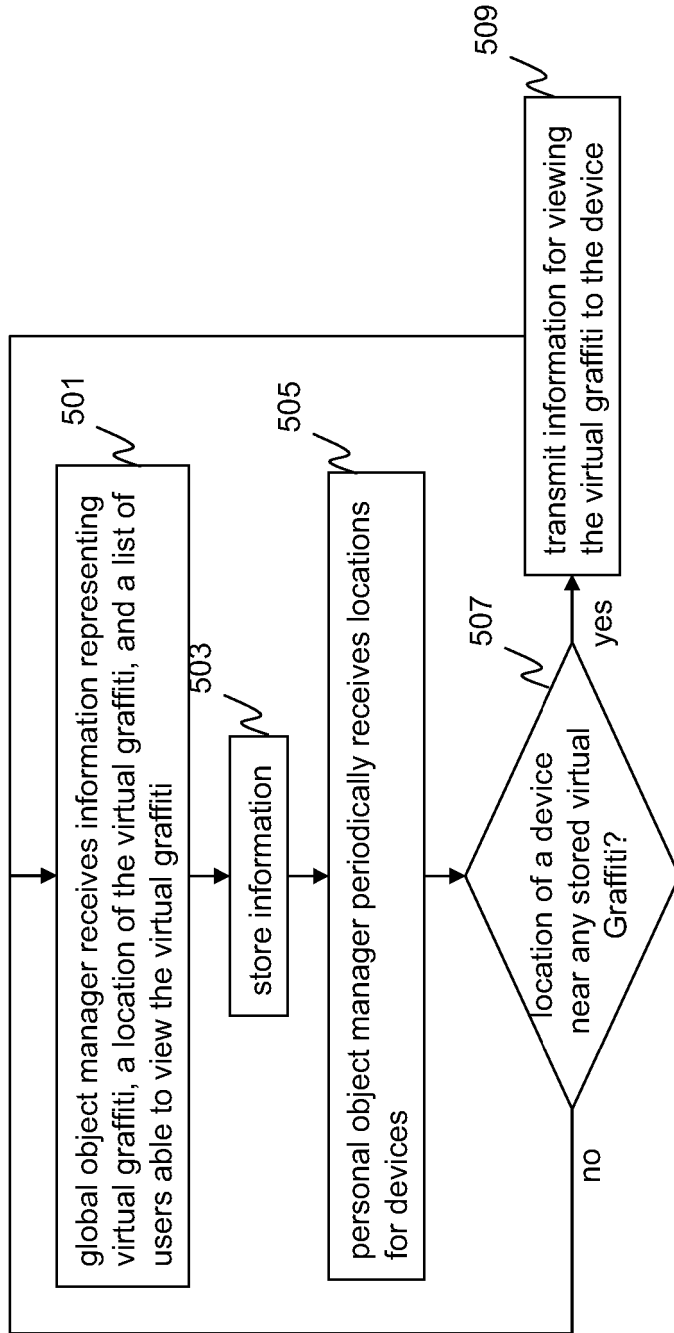 501
global object manager receives information representing
virtual graffiti, a location of the virtual graffiti, and a list of
users able to view the virtual graffiti
503
store information
505
personal object manager periodically receives locations
for devices
507
location of a device
near any stored virtual
Graffiti?
no
yes
509
transmit information for viewing
the virtual graffiti to the device